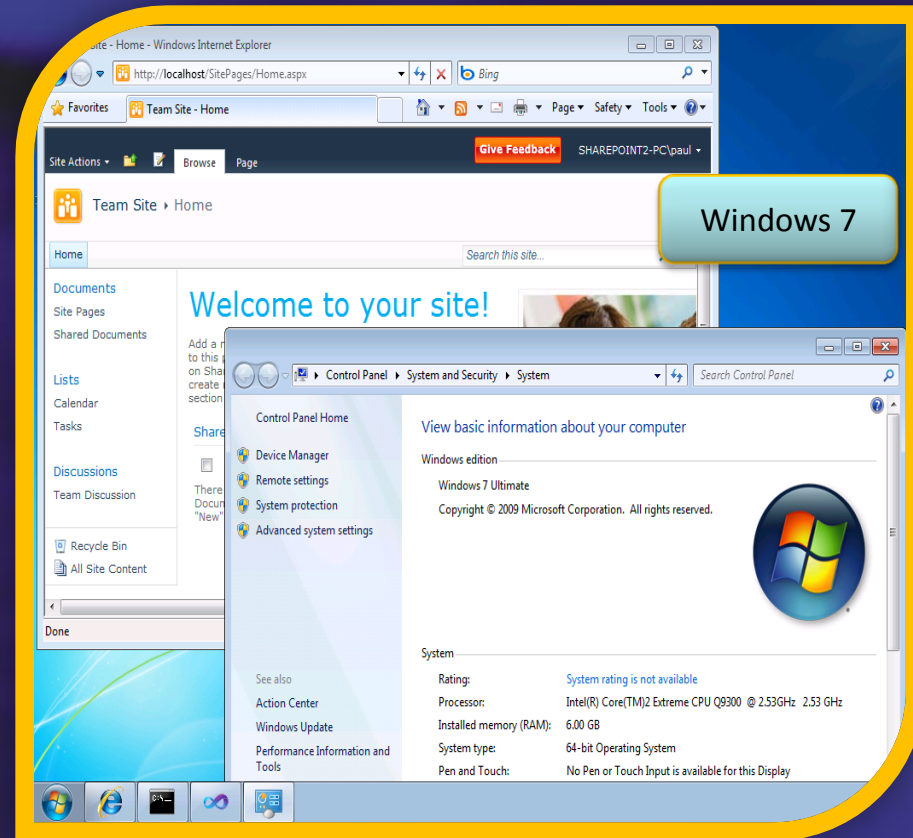 Site - Home - Windows Internet Explorer
http://localhost/SitePages/Home.aspx
Bing
Favorites
Team Site - Home
Page
Safety
Tools
Site Actions
Browse
Page
Give Feedback
SHAREPOINT2-PC\paul
Team Site
Home
Windows 7
Home
Search this site...
Documents
Site Pages
Shared Documents
Lists
Calendar
Tasks
Discussions
Team Discussion
Recycle Bin
All Site Content
Done
Welcome to your site!
Add a
to this
on
create
section
Share
There
"New"
Control Panel
System and Security
System
Search Control Panel
Control Panel Home
Device Manager
Remote settings
System protection
Advanced system settings
See also
Action Center
Windows Update
Performance Information and
Tools
View basic information about your computer
Windows edition
Windows 7 Ultimate
Copyright © 2009 Microsoft Corporation. All rights reserved.
System
Rating: System rating is not available
Processor: Intel(R) Core(TM)2 Extreme CPU Q9300 @ 2.53GHz 2.53 GHz
Installed memory (RAM): 6.00 GB
System type: 64-bit Operating System
Pen and Touch: No Pen or Touch Input is available for this Display